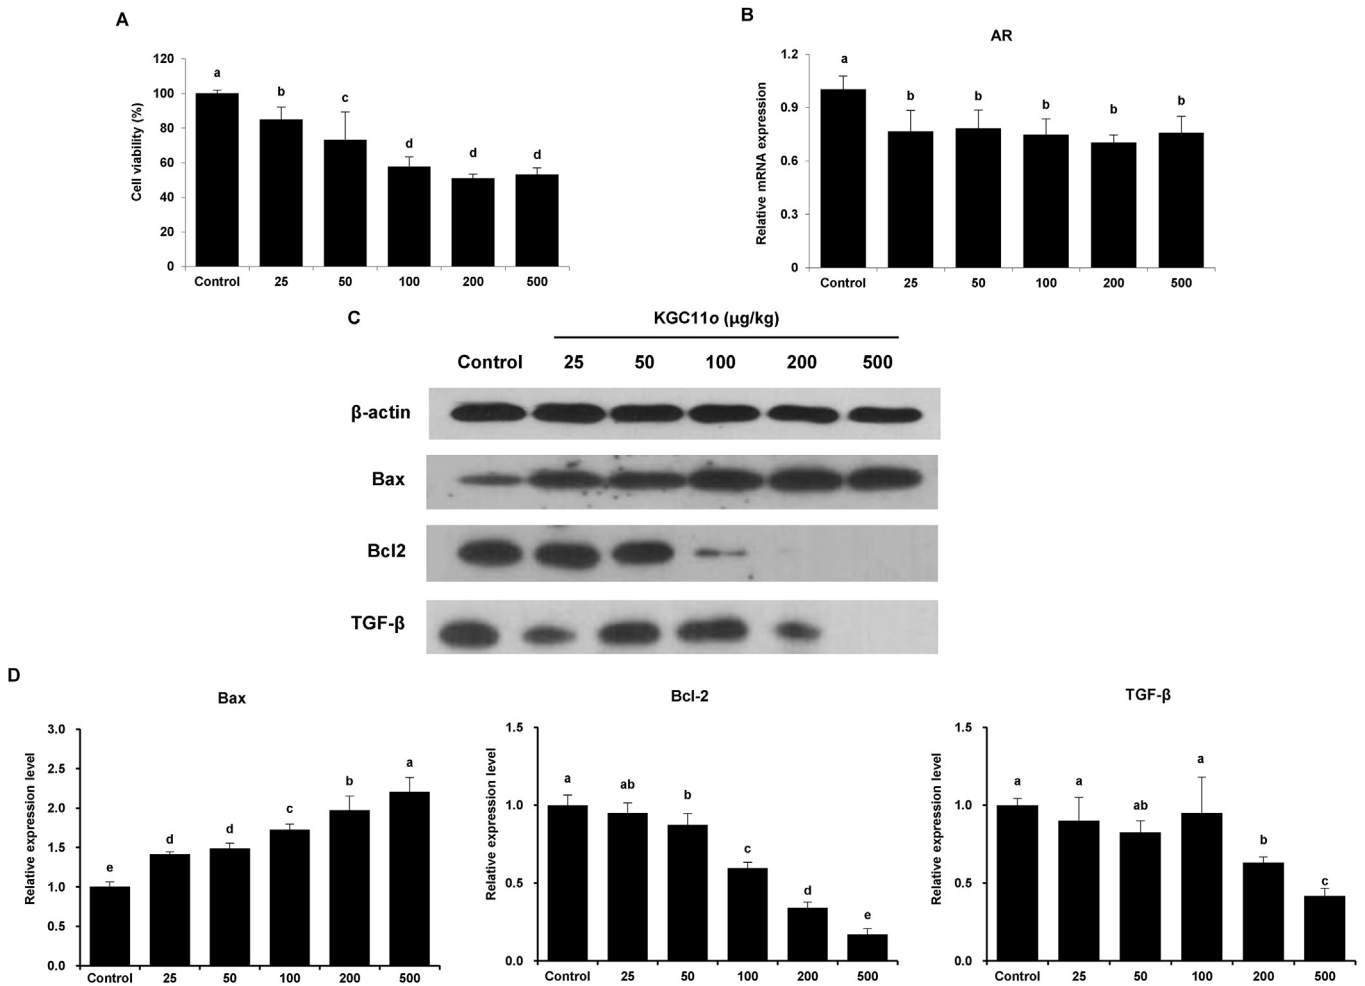 A
Cell viability (%)
120
100
80
60
40
20
0
a
b
c
d
d
d
Control 25 50 100 200 500
B
AR
Relative mRNA expression
1.2
0.9
0.6
0.3
0
a
b
b
b
b
b
Control 25 50 100 200 500
C
KGC11o (µg/kg)
Control 25 50 100 200 500
β-actin
Bax
Bcl2
TGF-β
D
Bax
Relative expression level
3.0
2.5
2.0
1.5
1.0
0.5
0.0
e
d
d
c
b
a
Control 25 50 100 200 500
Bcl-2
Relative expression level
1.5
1.0
0.5
0.0
a
ab
b
c
d
e
Control 25 50 100 200 500
TGF-β
Relative expression level
1.5
1.0
0.5
0.0
a
a
ab
a
b
c
Control 25 50 100 200 500